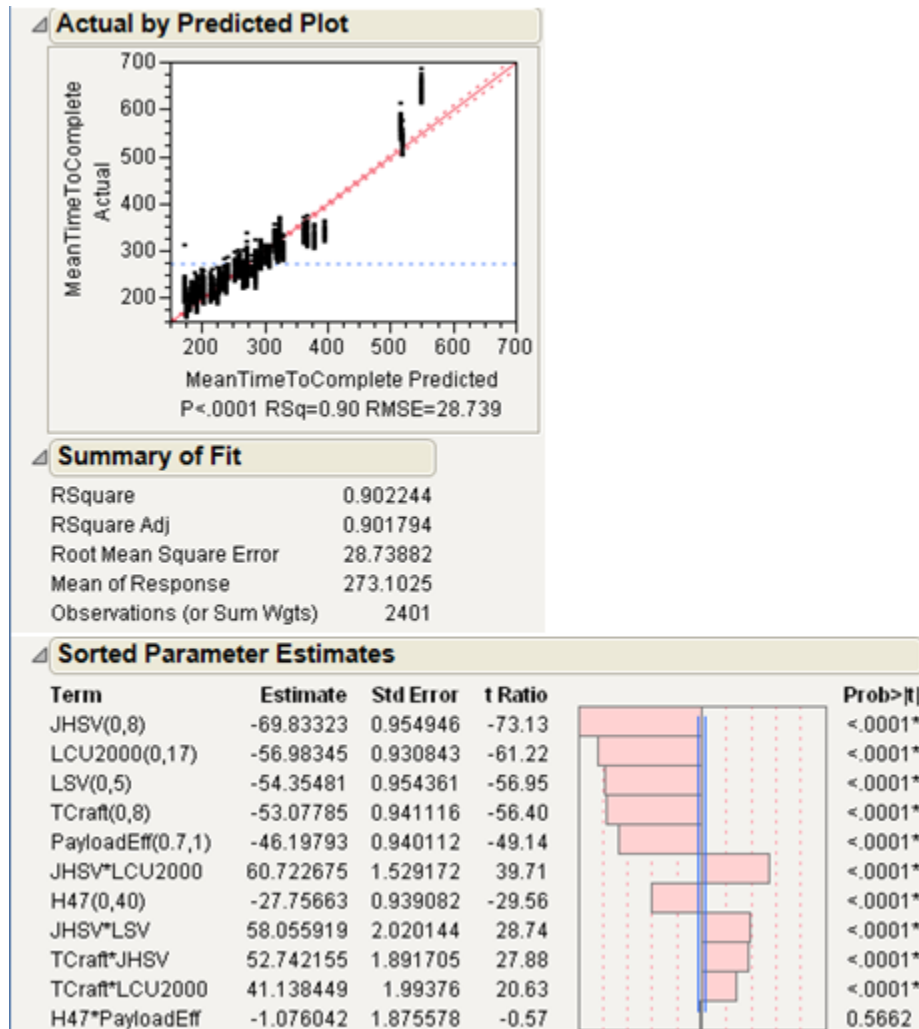 Actual by Predicted Plot
700
600
500
400
300
200
MeanTimeToComplete
Actual
200 300 400 500 600 700
MeanTimeToComplete Predicted
P<.0001 RSq=0.90 RMSE=28.739
Summary of Fit
RSquare 0.902244
RSquare Adj 0.901794
Root Mean Square Error 28.73882
Mean of Response 273.1025
Observations (or Sum Wgts) 2401
Sorted Parameter Estimates
Term Estimate Std Error t Ratio Prob>|t|
JHSV(0,8) -69.83323 0.954946 -73.13 <.0001*
LCU2000(0,17) -56.98345 0.930843 -61.22 <.0001*
LSV(0,5) -54.35481 0.954361 -56.95 <.0001*
TCraft(0,8) -53.07785 0.941116 -56.40 <.0001*
PayloadEff(0.7,1) -46.19793 0.940112 -49.14 <.0001*
JHSV*LCU2000 60.722675 1.529172 39.71 <.0001*
H47(0,40) -27.75663 0.939082 -29.56 <.0001*
JHSV*LSV 58.055919 2.020144 28.74 <.0001*
TCraft*JHSV 52.742155 1.891705 27.88 <.0001*
TCraft*LCU2000 41.138449 1.99376 20.63 <.0001*
H47*PayloadEff -1.076042 1.875578 -0.57 0.5662